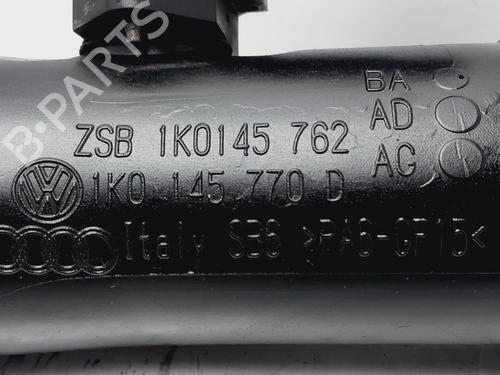 B-PARTS
BA
AD
ZSB 1K0145 762
AG
1K0 145 770 D
Italy SB6 >PA6-GF15<